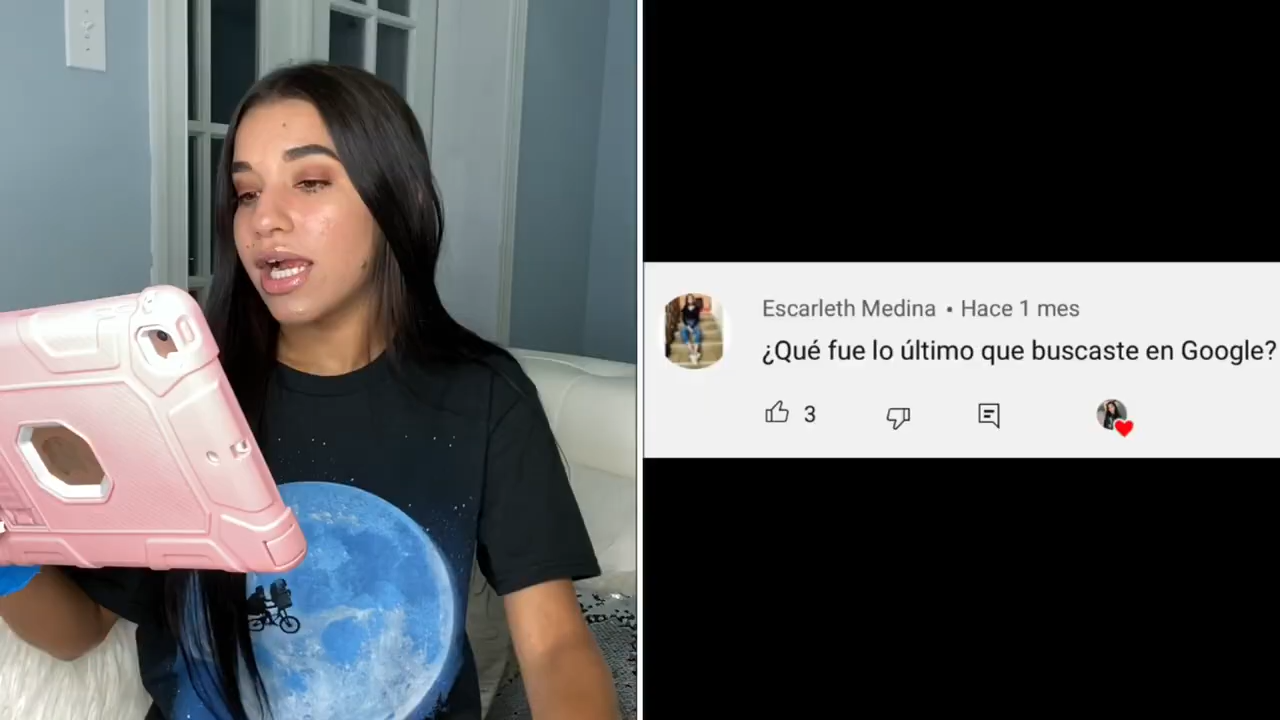 Escarleth Medina • Hace 1 mes
¿Qué fue lo último que buscaste en Google?
3